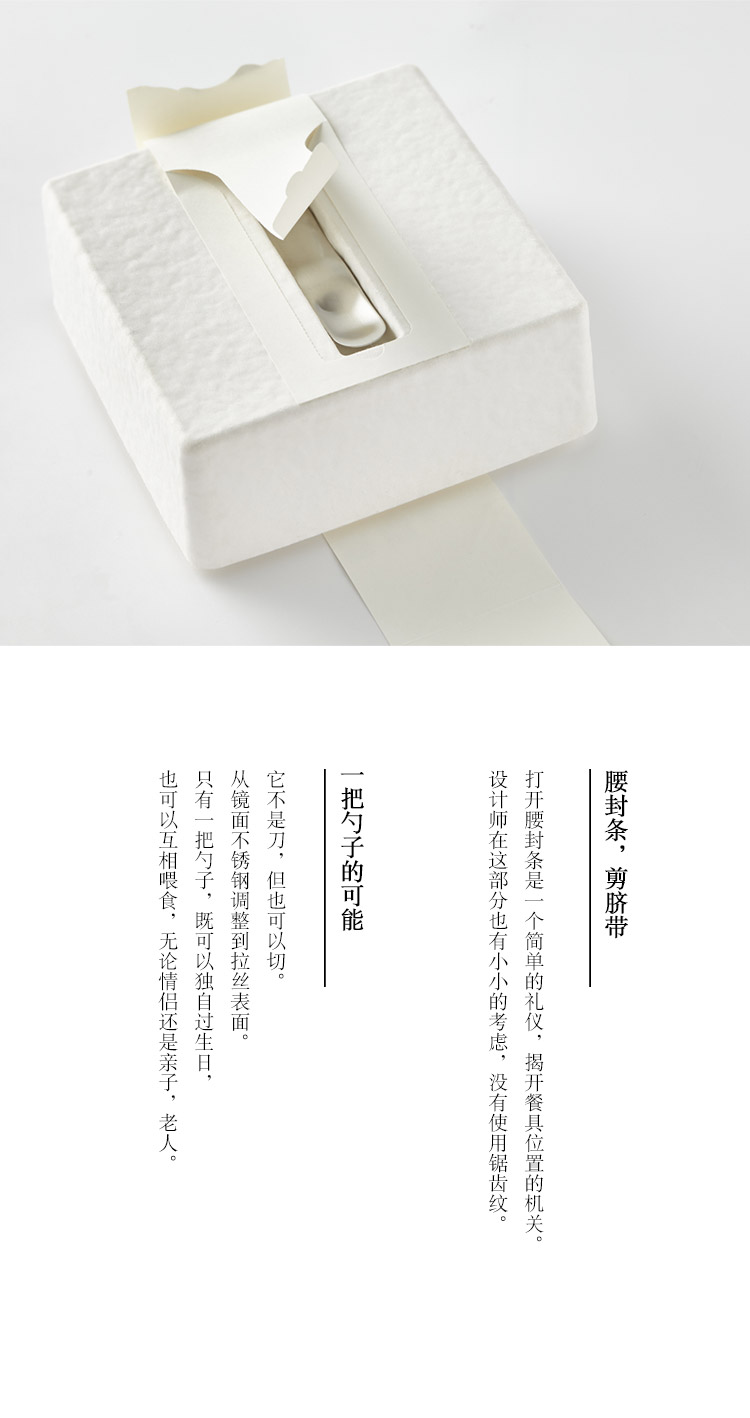 腰封条，剪脐带
打开腰封条是一个简单的礼仪，揭开餐具位置的机关。
设计师在这部分也有小小的考虑，没有使用锯齿纹。
一把勺子的可能
它不是刀，但也可以切。
从镜面不锈钢调整到拉丝表面。
只有一把勺子，既可以独自过生日，
也可以互相喂食，无论情侣还是亲子，老人。